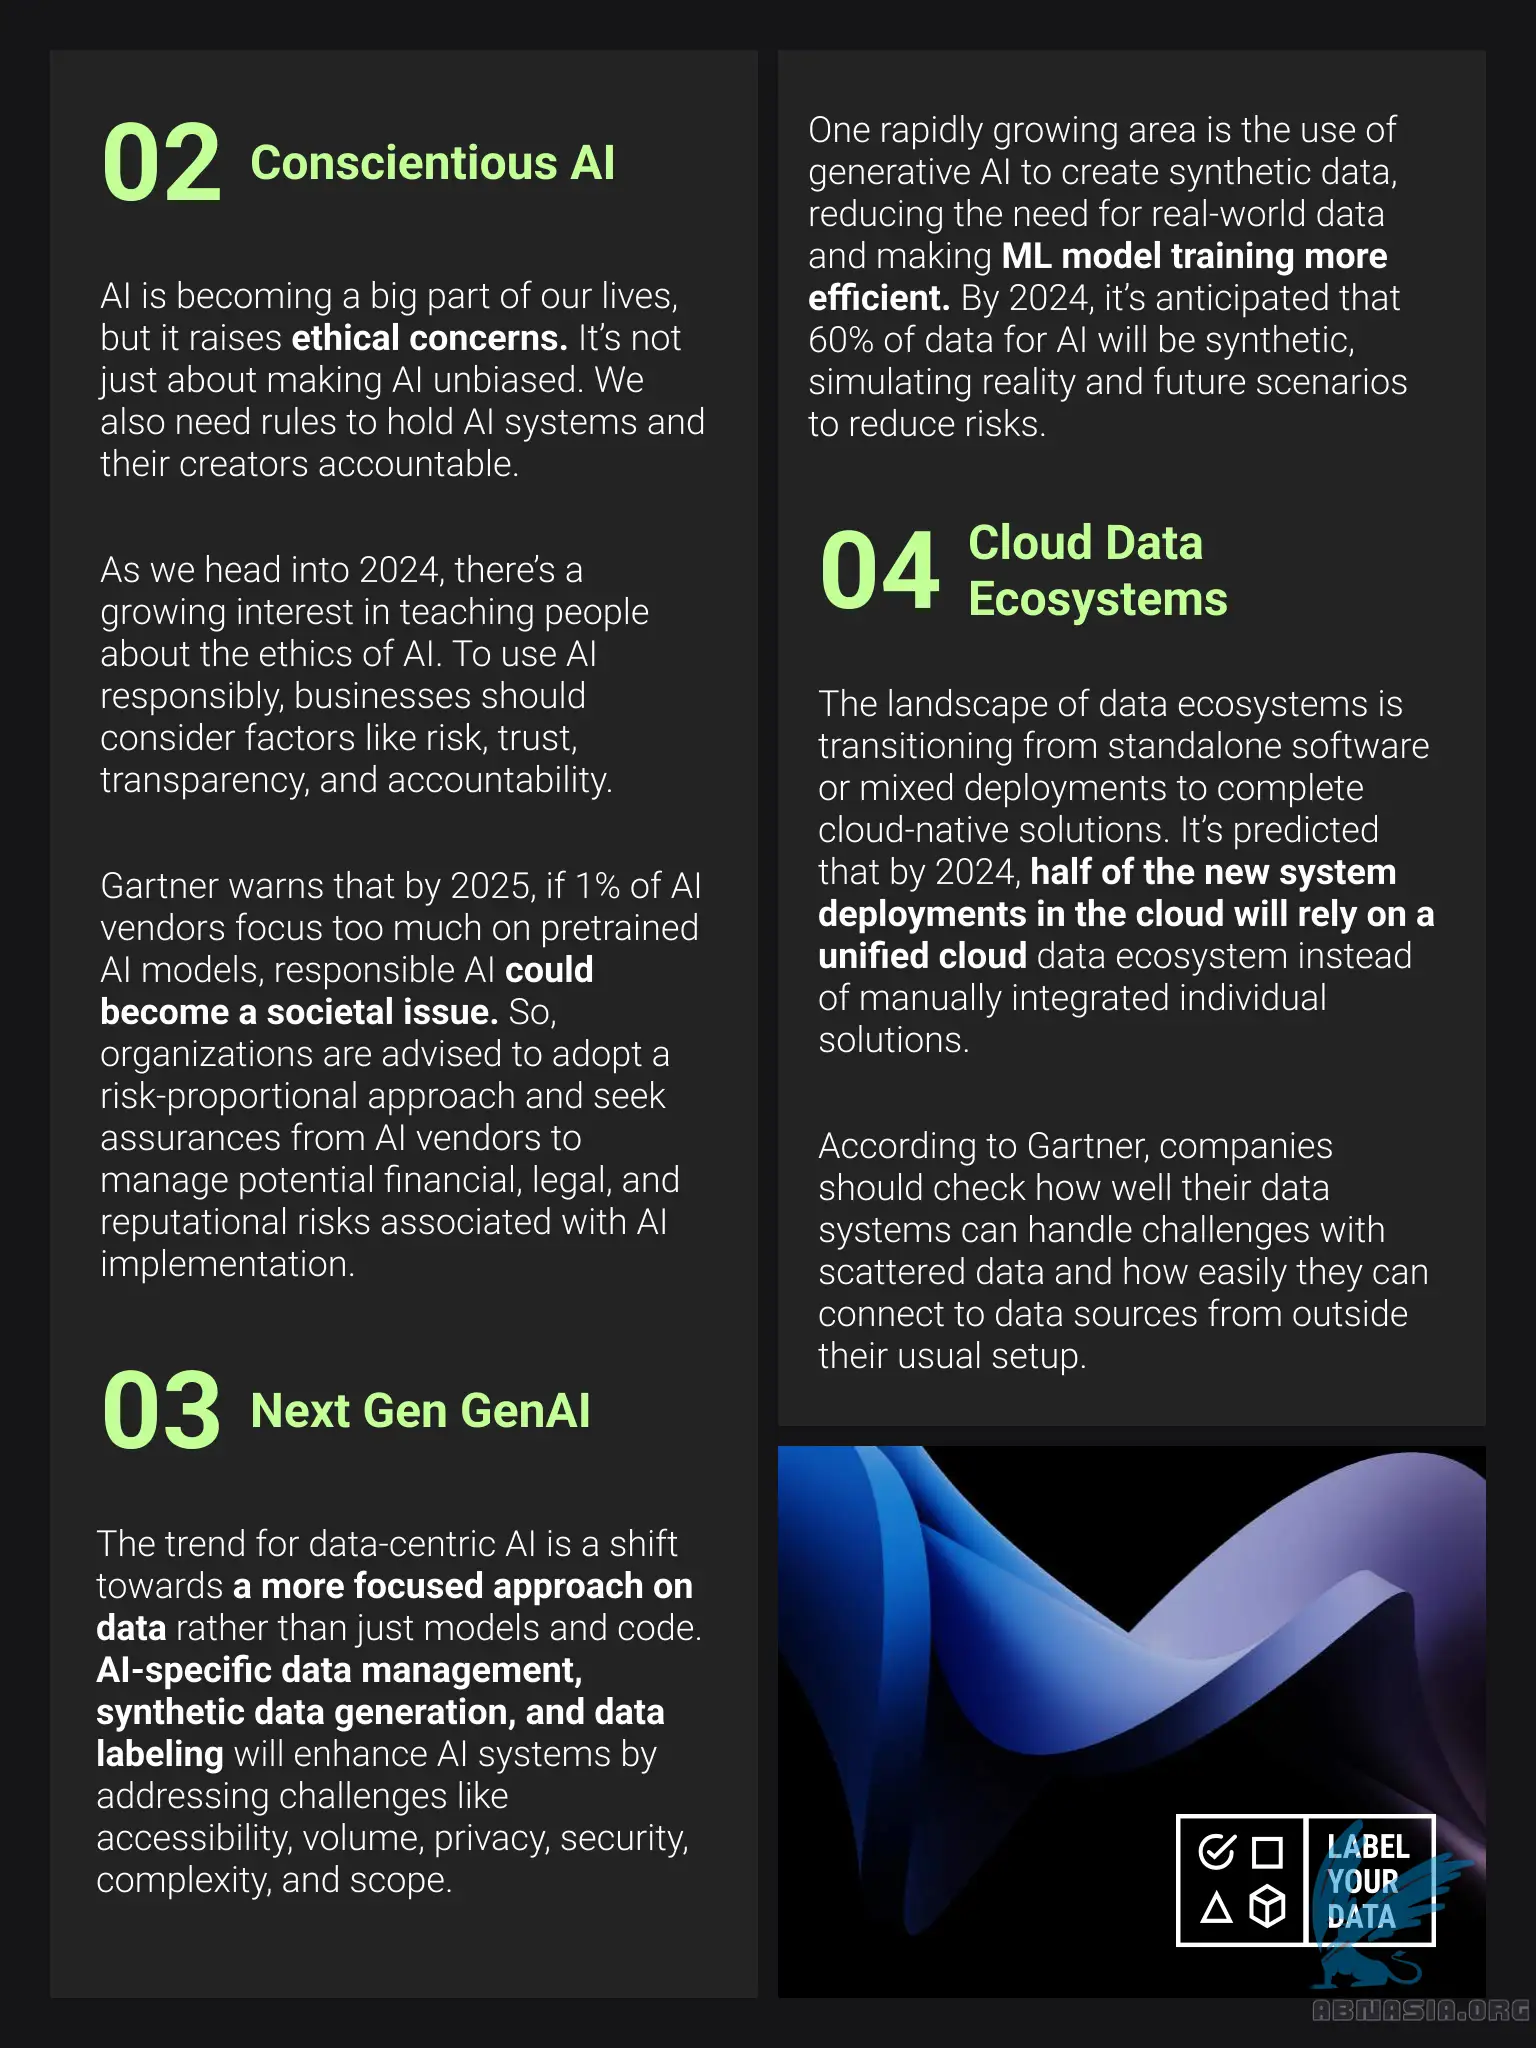 02 Conscientious AI
AI is becoming a big part of our lives,
but it raises ethical concerns. It’s not
just about making AI unbiased. We
also need rules to hold AI systems and
their creators accountable.
As we head into 2024, there’s a
growing interest in teaching people
about the ethics of AI. To use AI
responsibly, businesses should
consider factors like risk, trust,
transparency, and accountability.
Gartner warns that by 2025, if 1% of AI
vendors focus too much on pretrained
AI models, responsible AI could
become a societal issue. So,
organizations are advised to adopt a
risk-proportional approach and seek
assurances from AI vendors to
manage potential financial, legal, and
reputational risks associated with AI
implementation.
03 Next Gen GenAI
The trend for data-centric AI is a shift
towards a more focused approach on
data rather than just models and code.
AI-specific data management,
synthetic data generation, and data
labeling will enhance AI systems by
addressing challenges like
accessibility, volume, privacy, security,
complexity, and scope.
One rapidly growing area is the use of
generative AI to create synthetic data,
reducing the need for real-world data
and making ML model training more
efficient. By 2024, it’s anticipated that
60% of data for AI will be synthetic,
simulating reality and future scenarios
to reduce risks.
04 Cloud Data
Ecosystems
The landscape of data ecosystems is
transitioning from standalone software
or mixed deployments to complete
cloud-native solutions. It’s predicted
that by 2024, half of the new system
deployments in the cloud will rely on a
unified cloud data ecosystem instead
of manually integrated individual
solutions.
According to Gartner, companies
should check how well their data
systems can handle challenges with
scattered data and how easily they can
connect to data sources from outside
their usual setup.
LABEL
YOUR
DATA
ABNASIA.ORG